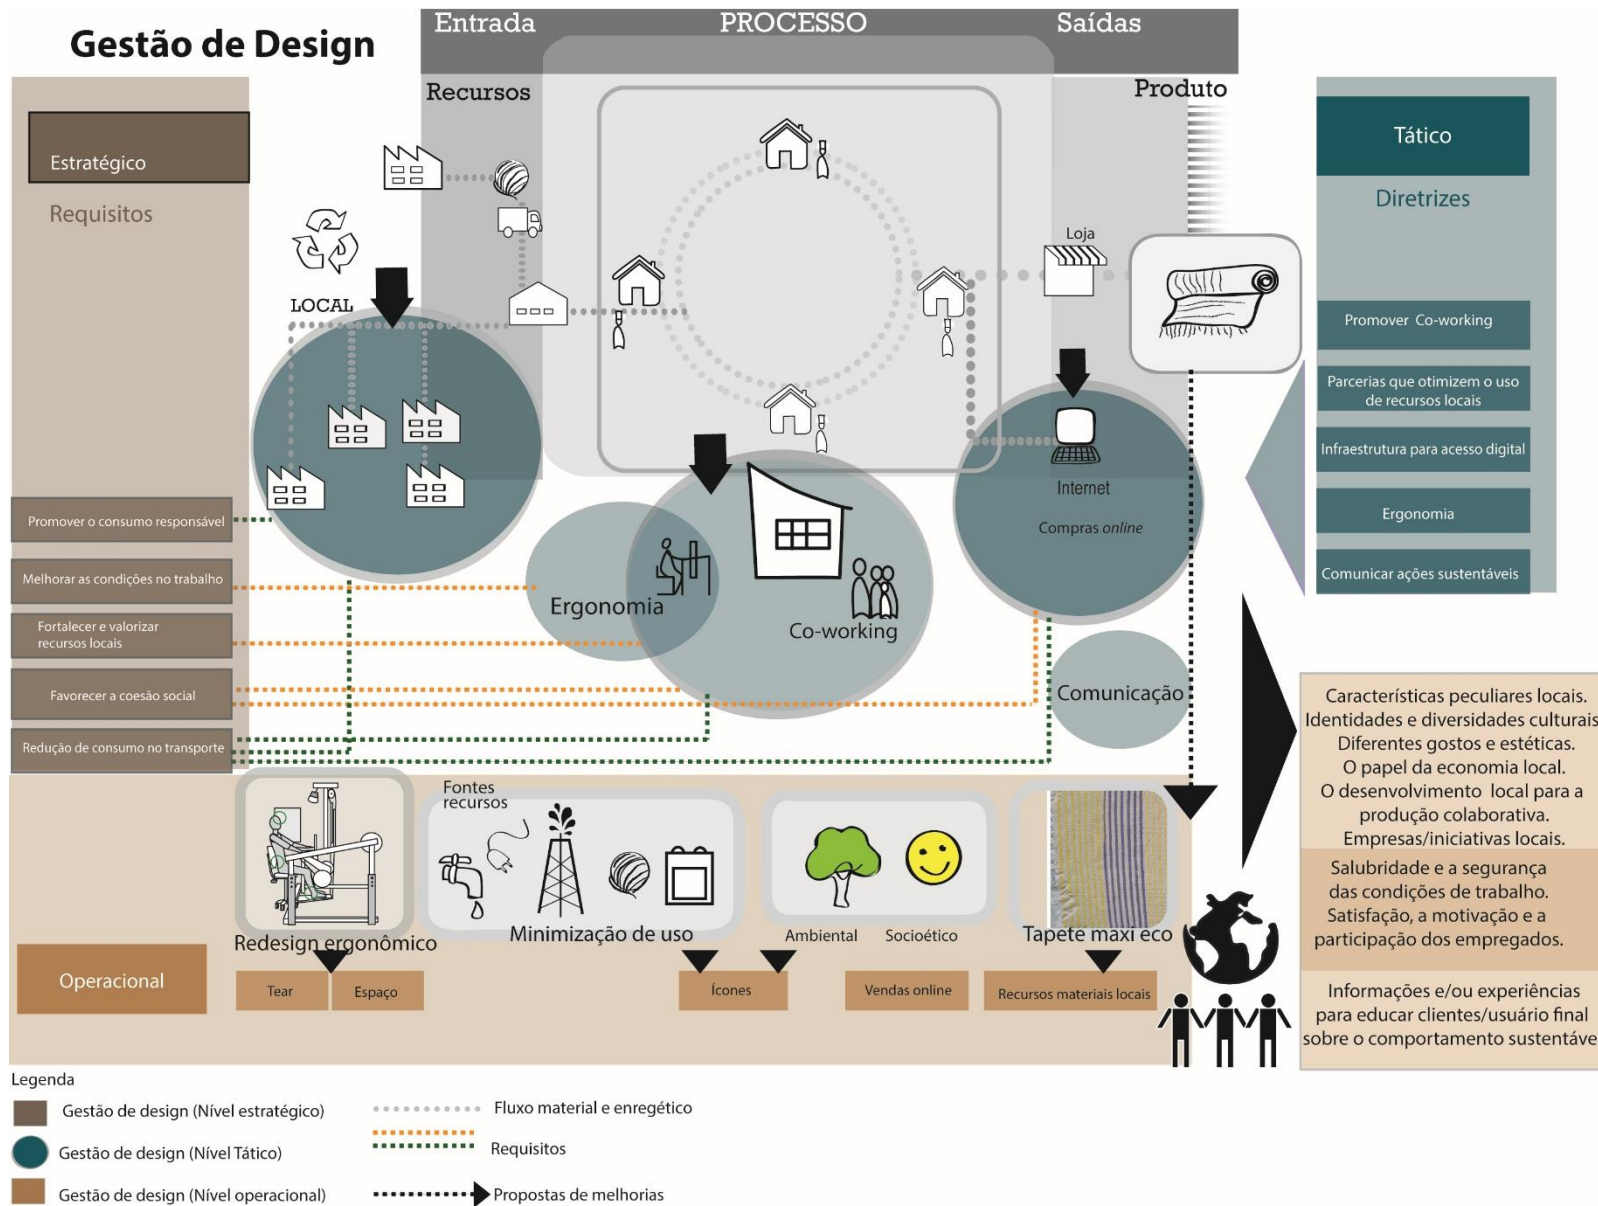 Gestão de Design
Entrada
PROCESSO
Saídas
Recursos
Produto
Estratégico
Requisitos
LOCAL
Loja
Internet
Compras online
Tático
Diretrizes
Promover Co-working
Parcerias que otimizem o uso
de recursos locais
Infraestrutura para acesso digital
Ergonomia
Comunicar ações sustentáveis
Promover o consumo responsável
Melhorar as condições no trabalho
Fortalecer e valorizar
recursos locais
Favorecer a coesão social
Redução de consumo no transporte
Ergonomia
Co-working
Comunicação
Características peculiares locais.
Identidades e diversidades culturais
Diferentes gostos e estéticas.
O papel da economia local.
O desenvolvimento local para a
produção colaborativa.
Empresas/iniciativas locais.
Salubridade e a segurança
das condições de trabalho.
Satisfação, a motivação e a
participação dos empregados.
Informações e/ou experiências
para educar clientes/usuário final
sobre o comportamento sustentáve
Fontes
recursos
Redesign ergonômico
Minimização de uso
Ambiental
Socioético
Tapete maxi eco
Operacional
Tear
Espaço
Ícones
Vendas online
Recursos materiais locais
Legenda
Gestão de design (Nível estratégico)
Gestão de design (Nível Tático)
Gestão de design (Nível operacional)
Fluxo material e enregético
Requisitos
Propostas de melhorias